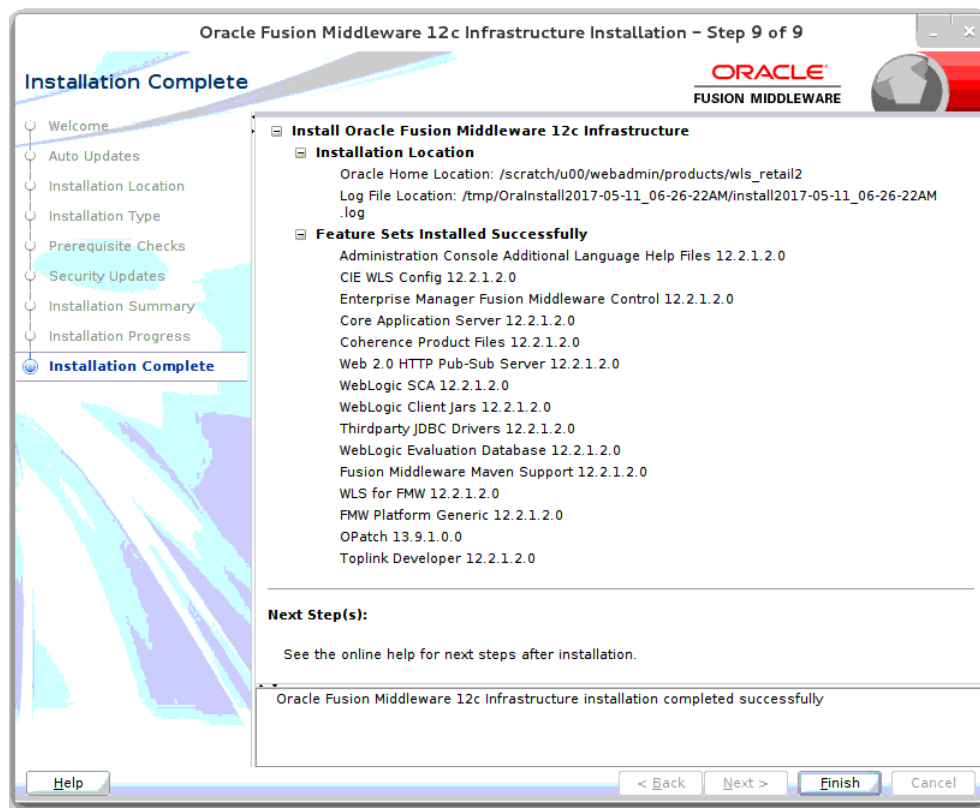 Oracle Fusion Middleware 12c Infrastructure Installation – Step 9 of 9
Installation Complete
ORACLE
FUSION MIDDLEWARE
Welcome
Auto Updates
Installation Location
Installation Type
Prerequisite Checks
Security Updates
Installation Summary
Installation Progress
Installation Complete
Install Oracle Fusion Middleware 12c Infrastructure
Installation Location
Oracle Home Location: /scratch/u00/webadmin/products/wls_retail2
Log File Location: /tmp/OraInstall2017-05-11_06-26-22AM/install2017-05-11_06-26-22AM
.log
Feature Sets Installed Successfully
Administration Console Additional Language Help Files 12.2.1.2.0
CIE WLS Config 12.2.1.2.0
Enterprise Manager Fusion Middleware Control 12.2.1.2.0
Core Application Server 12.2.1.2.0
Coherence Product Files 12.2.1.2.0
Web 2.0 HTTP Pub-Sub Server 12.2.1.2.0
WebLogic SCA 12.2.1.2.0
WebLogic Client Jars 12.2.1.2.0
Thirdparty JDBC Drivers 12.2.1.2.0
WebLogic Evaluation Database 12.2.1.2.0
Fusion Middleware Maven Support 12.2.1.2.0
WLS for FMW 12.2.1.2.0
FMW Platform Generic 12.2.1.2.0
OPatch 13.9.1.0.0
Toplink Developer 12.2.1.2.0
Next Step(s):
See the online help for next steps after installation.
Oracle Fusion Middleware 12c Infrastructure installation completed successfully
Help
< Back
Next >
Finish
Cancel